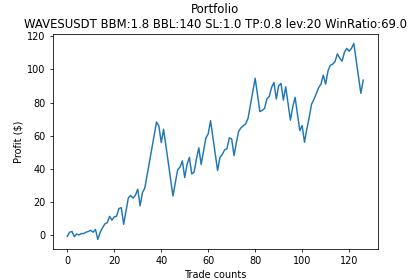 Portfolio
WAVESUSDT BBM:1.8 BBL:140 SL:1.0 TP:0.8 lev:20 WinRatio:69.0
120
100
80
60
40
20
0
Profit ($)
0 20 40 60 80 100 120
Trade counts